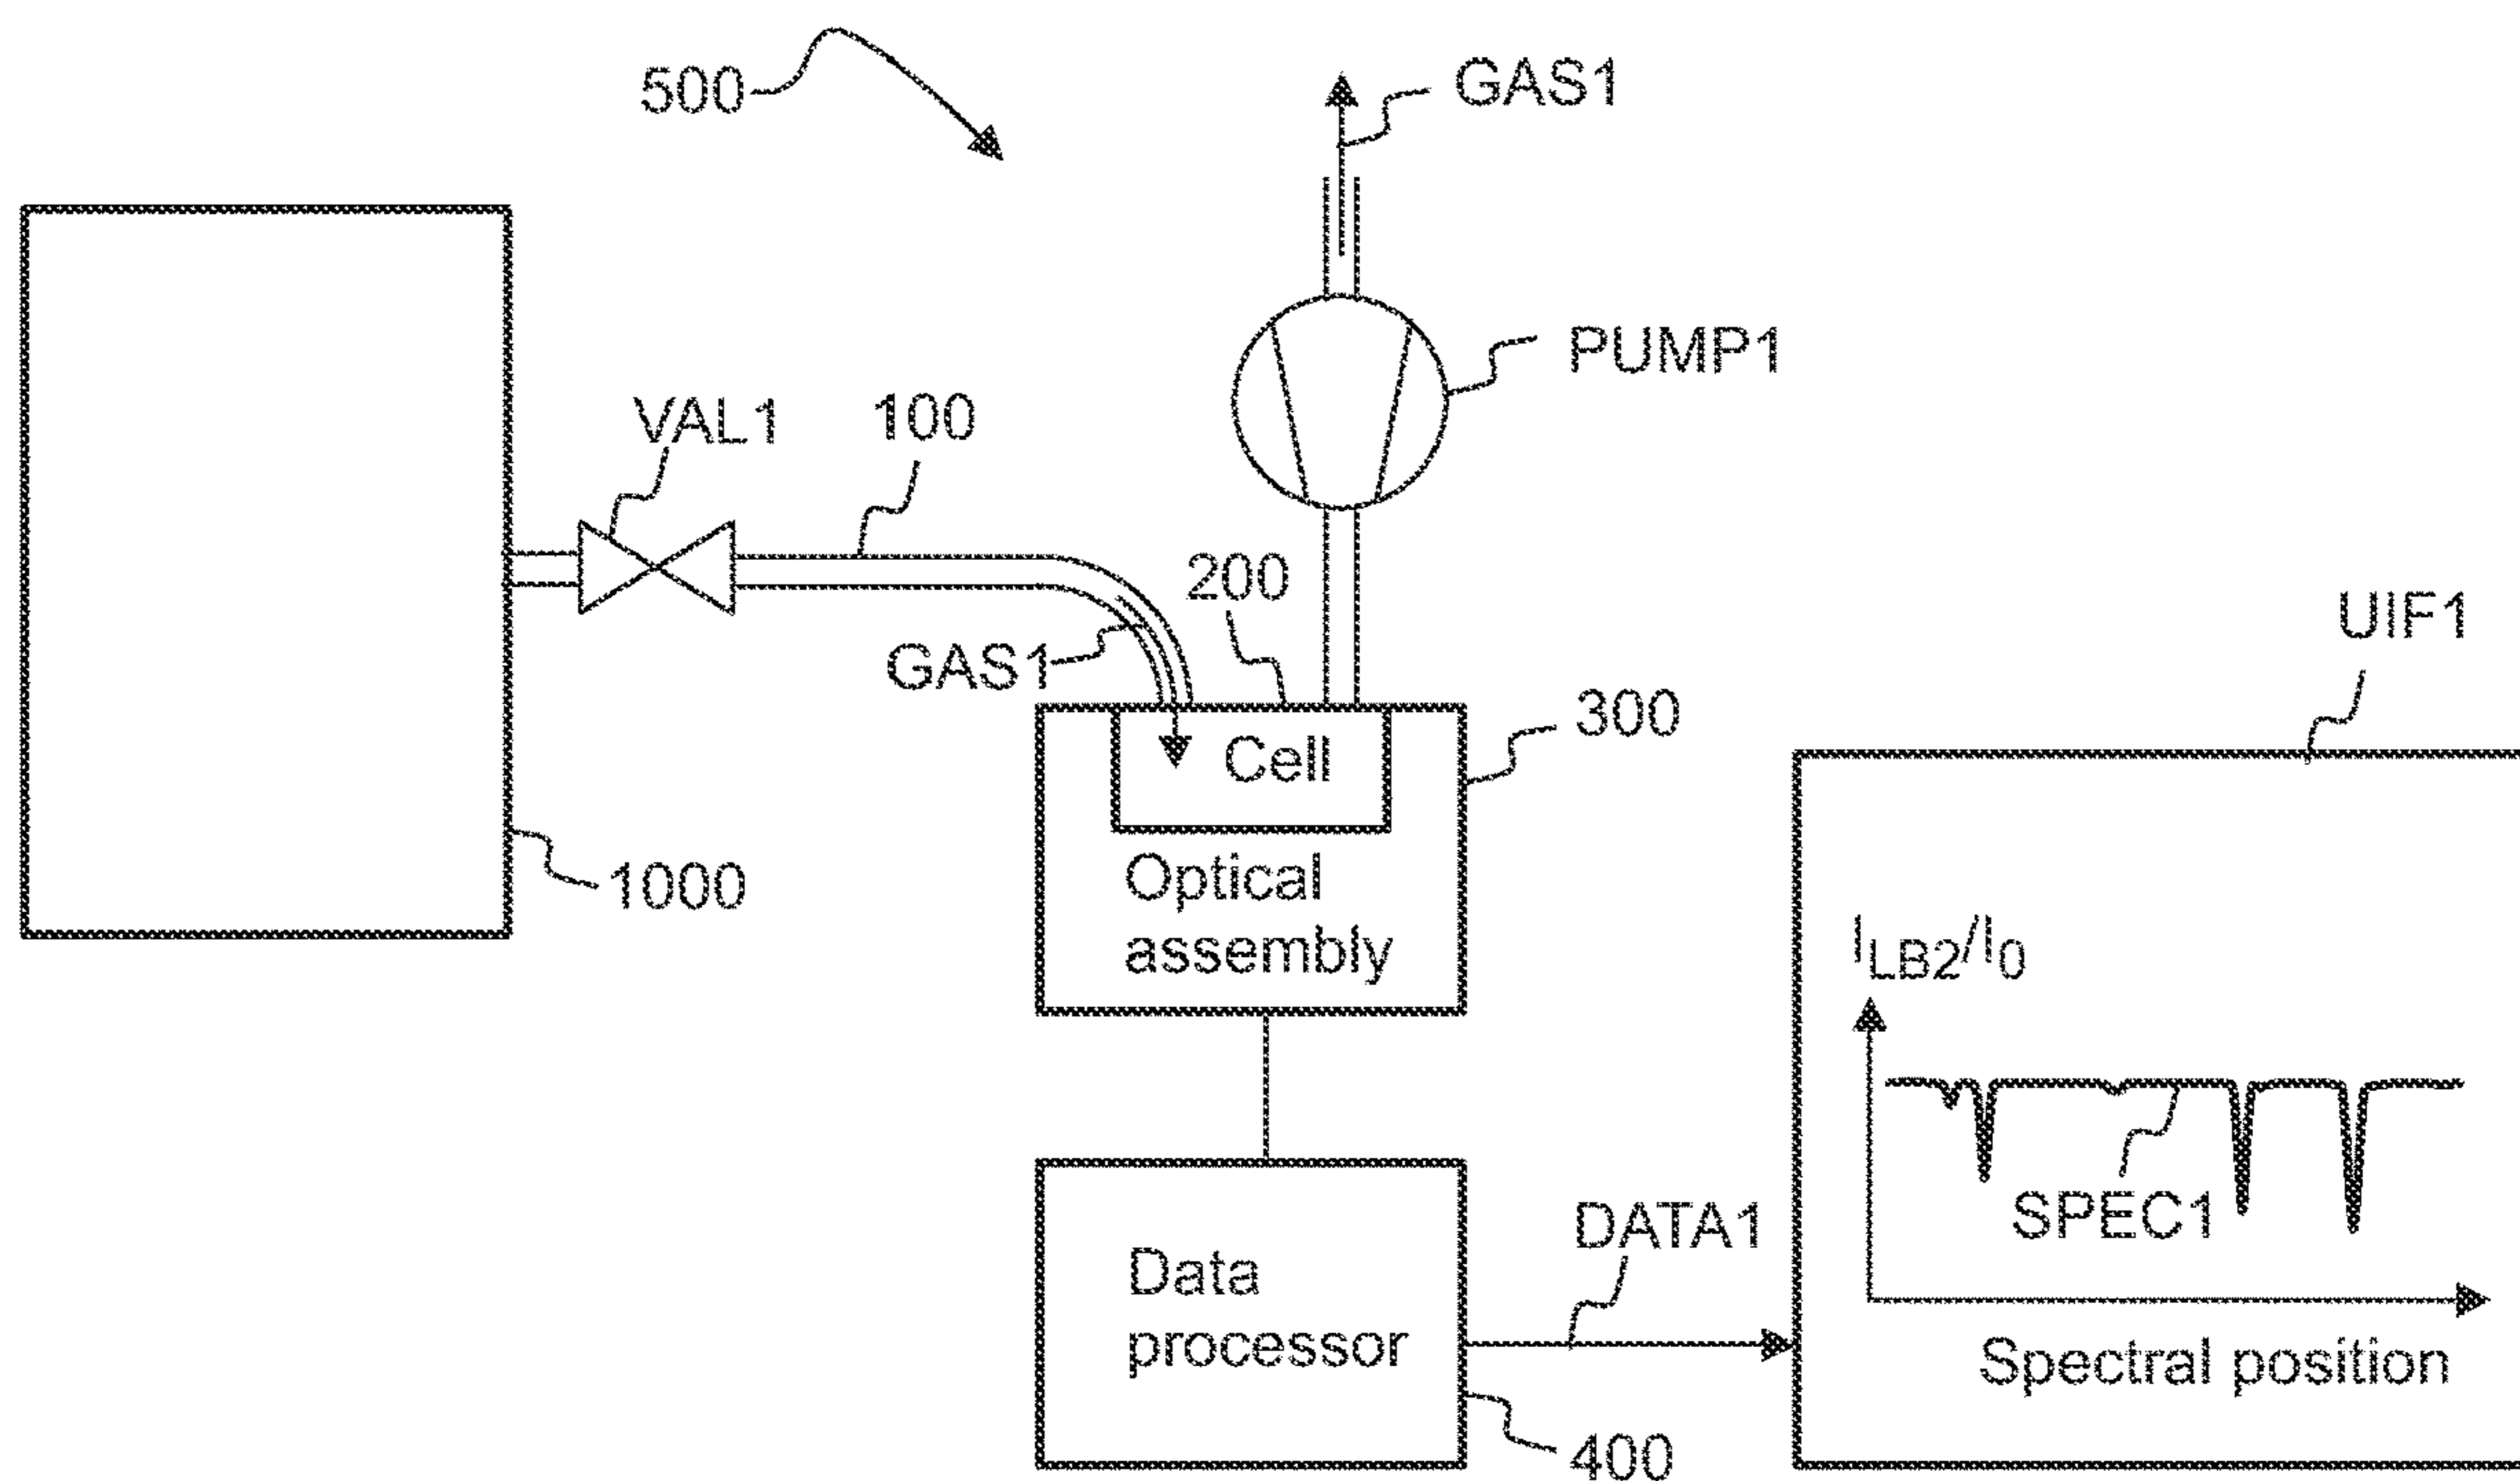 500
GAS1
PUMP1
VAL1
100
200
GAS1
UIF1
300
Cell
1000
Optical
assembly
I_LB2/I_0
SPEC1
DATA1
Data
processor
Spectral position
400